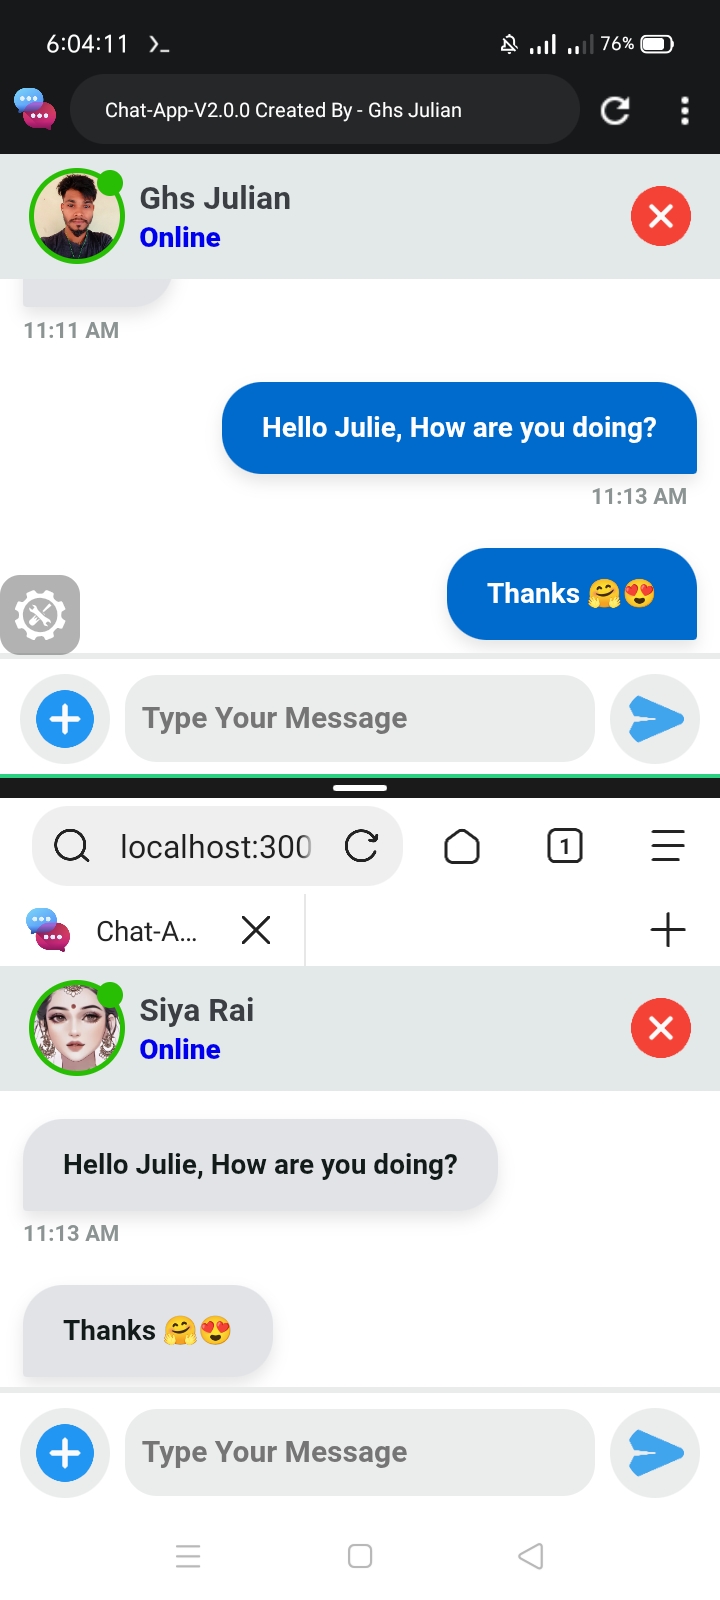 6:04:11
76%
Chat-App-V2.0.0 Created By - Ghs Julian
Ghs Julian
Online
11:11 AM
Hello Julie, How are you doing?
11:13 AM
Thanks 🤗😍
Type Your Message
localhost:300
1
Chat-A...
Siya Rai
Online
Hello Julie, How are you doing?
11:13 AM
Thanks 🤗😍
Type Your Message